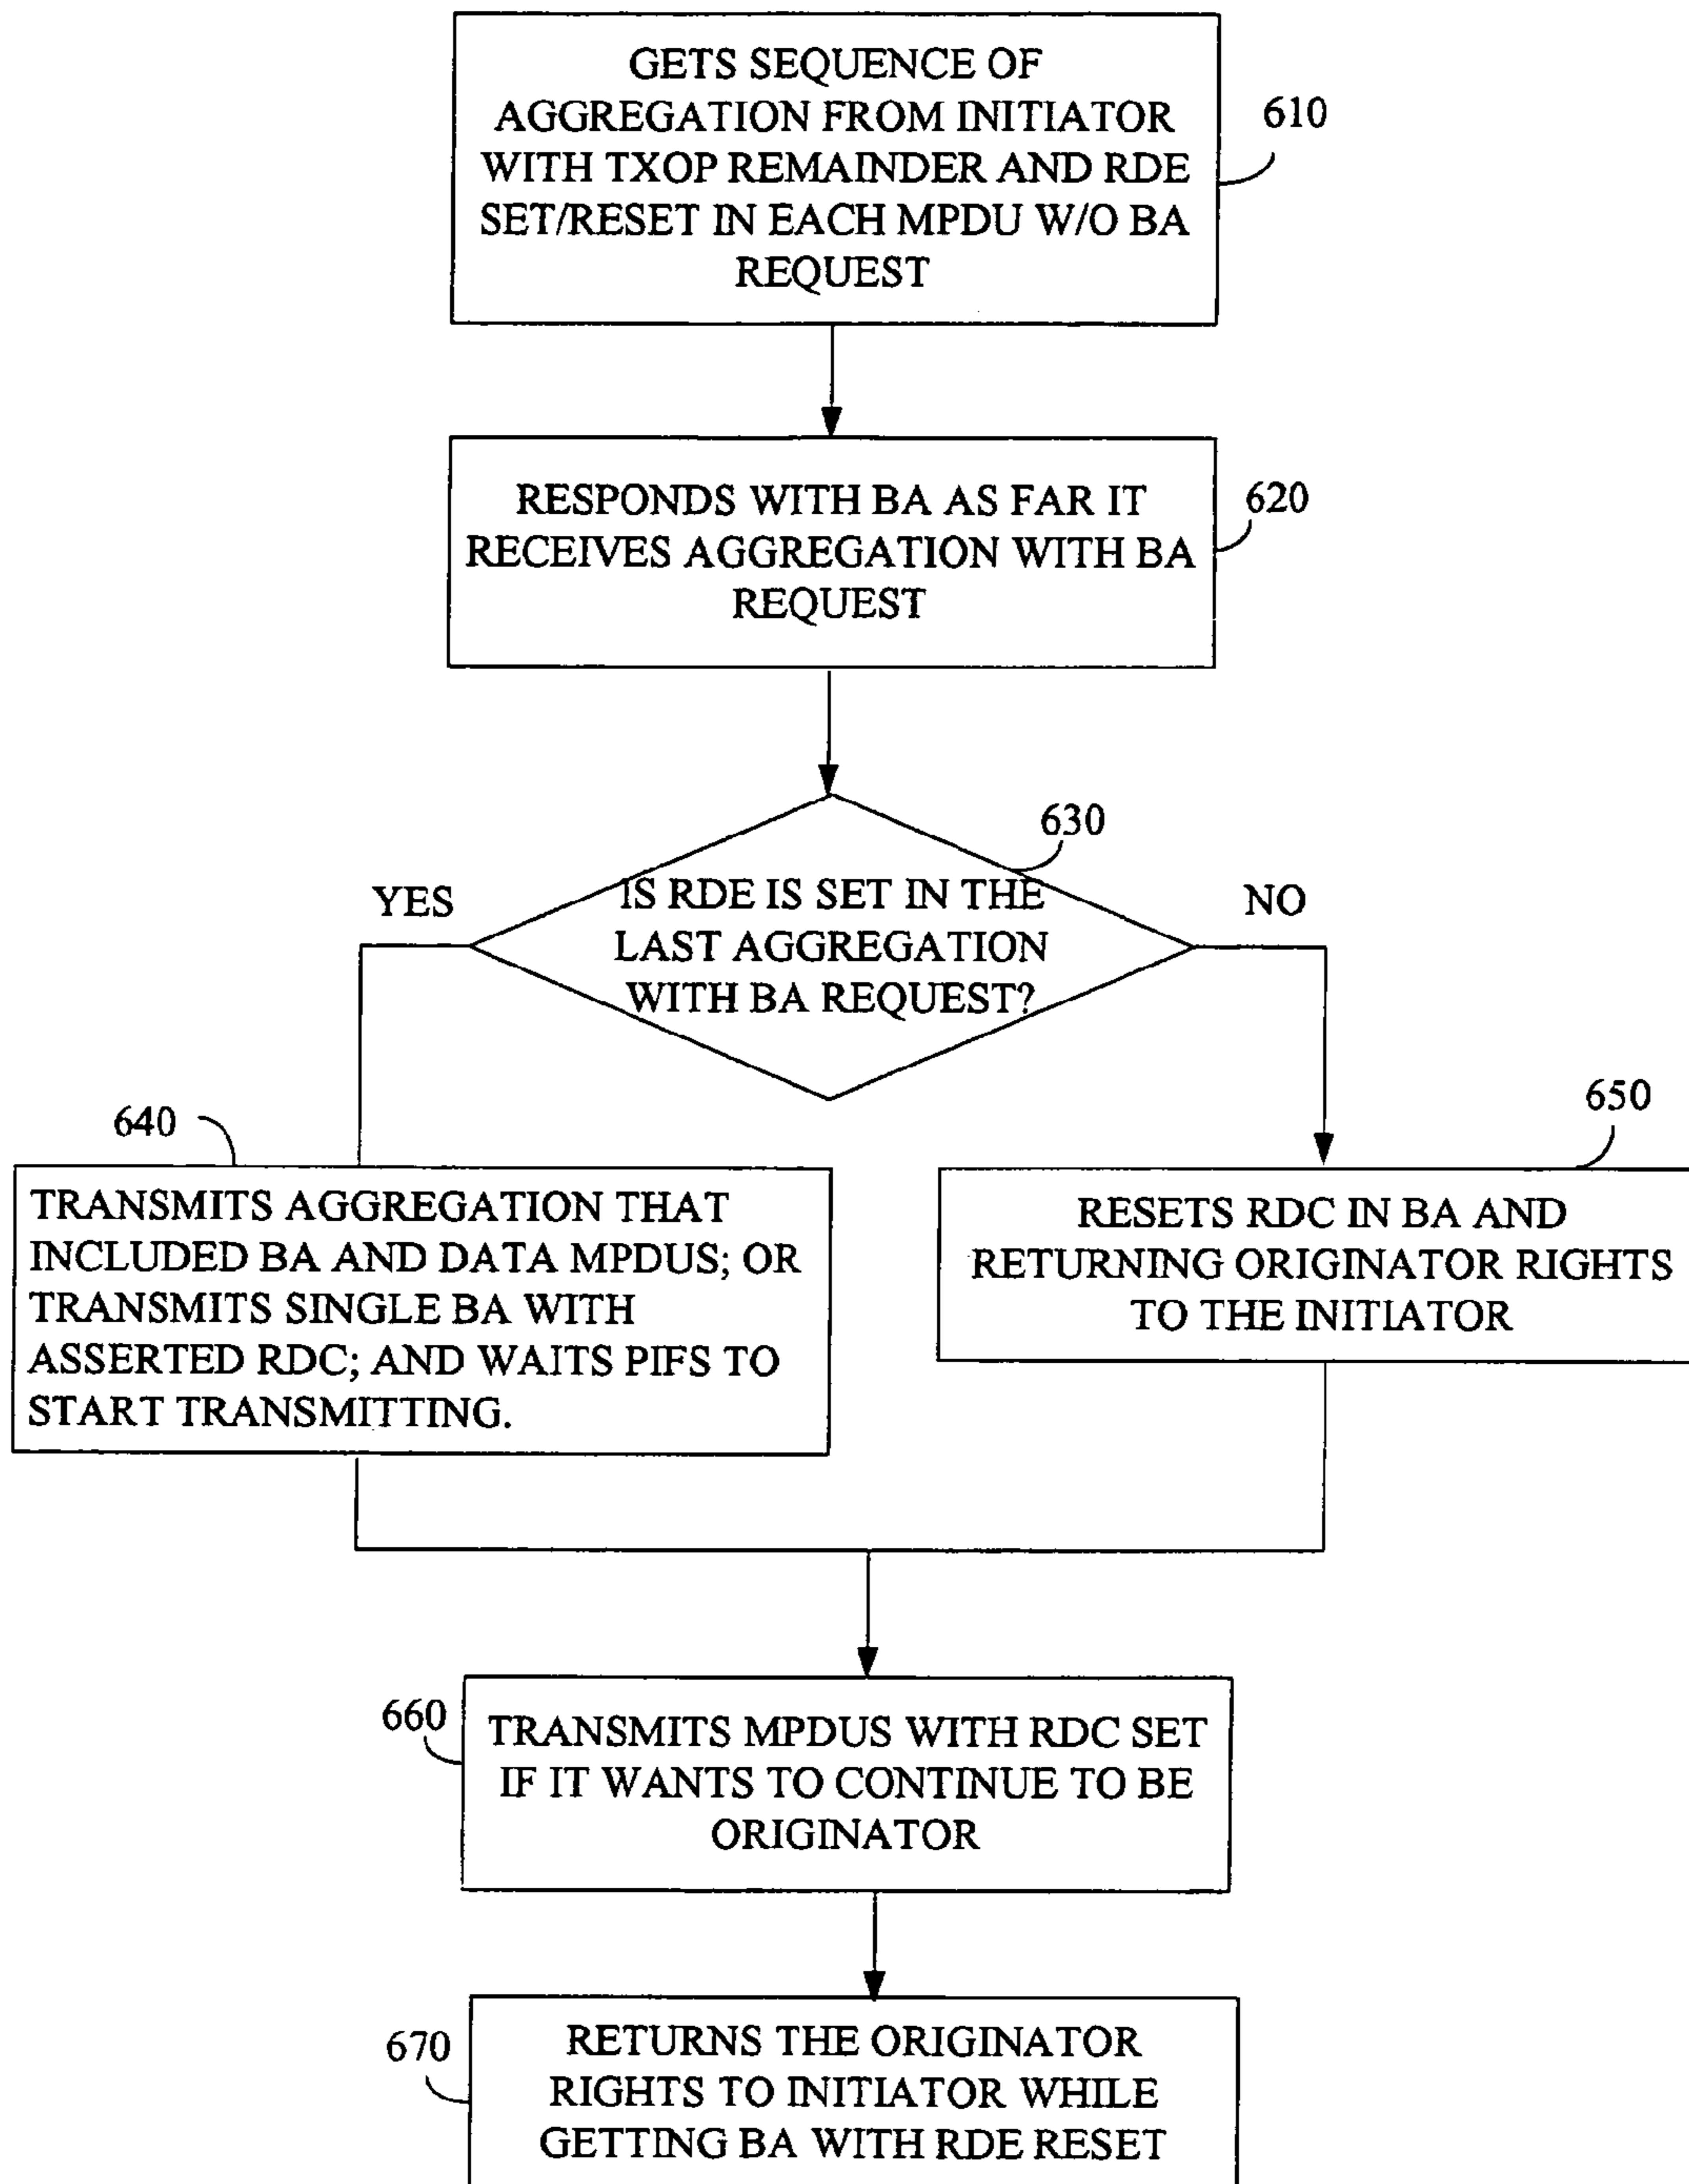 GETS SEQUENCE OF
AGGREGATION FROM INITIATOR
WITH TXOP REMAINDER AND RDE
SET/RESET IN EACH MPDU W/O BA
REQUEST
610
RESPONDS WITH BA AS FAR IT
RECEIVES AGGREGATION WITH BA
REQUEST
620
630
YES
IS RDE IS SET IN THE
LAST AGGREGATION
WITH BA REQUEST?
NO
640
TRANSMITS AGGREGATION THAT
INCLUDED BA AND DATA MPDUS; OR
TRANSMITS SINGLE BA WITH
ASSERTED RDC; AND WAITS PIFS TO
START TRANSMITTING.
650
RESETS RDC IN BA AND
RETURNING ORIGINATOR RIGHTS
TO THE INITIATOR
660
TRANSMITS MPDUS WITH RDC SET
IF IT WANTS TO CONTINUE TO BE
ORIGINATOR
670
RETURNS THE ORIGINATOR
RIGHTS TO INITIATOR WHILE
GETTING BA WITH RDE RESET